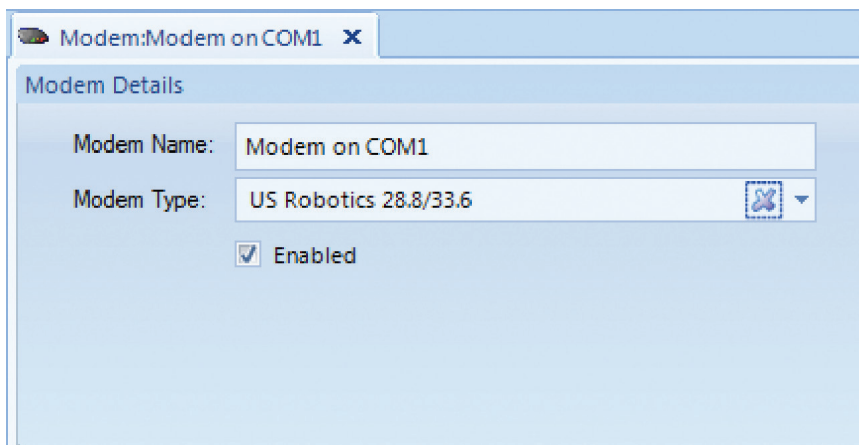 Modem:Modem on COM1
Modem Details
Modem Name: Modem on COM1
Modem Type: US Robotics 28.8/33.6
Enabled